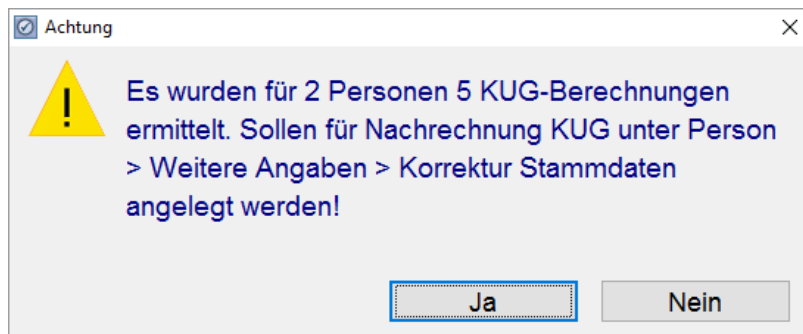 Achtung
Es wurden für 2 Personen 5 KUG-Berechnungen
ermittelt. Sollen für Nachrechnung KUG unter Person
> Weitere Angaben > Korrektur Stammdaten
angelegt werden!
Ja
Nein